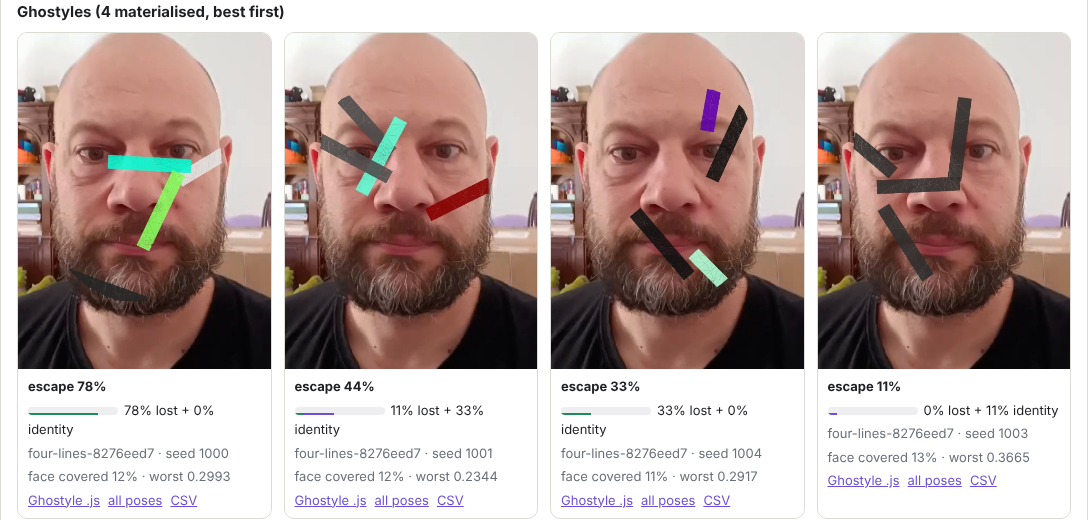 Ghostyles (4 materialised, best first)
escape 78%
78% lost + 0%
identity
four-lines-8276eed7 · seed 1000
face covered 12% · worst 0.2993
Ghostyle .js all poses CSV
escape 44%
11% lost + 33%
identity
four-lines-8276eed7 · seed 1001
face covered 12% · worst 0.2344
Ghostyle .js all poses CSV
escape 33%
33% lost + 0%
identity
four-lines-8276eed7 · seed 1004
face covered 11% · worst 0.2917
Ghostyle .js all poses CSV
escape 11%
0% lost + 11% identity
four-lines-8276eed7 · seed 1003
face covered 13% · worst 0.3665
Ghostyle .js all poses CSV